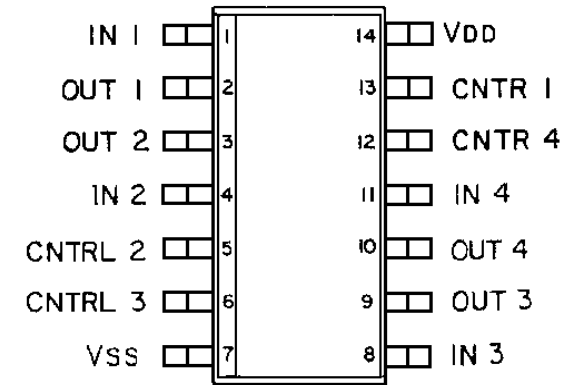 IN 1 1 14 VDD
OUT 1 2 13 CNTR 1
OUT 2 3 12 CNTR 4
IN 2 4 11 IN 4
CNTRL 2 5 10 OUT 4
CNTRL 3 6 9 OUT 3
VSS 7 8 IN 3